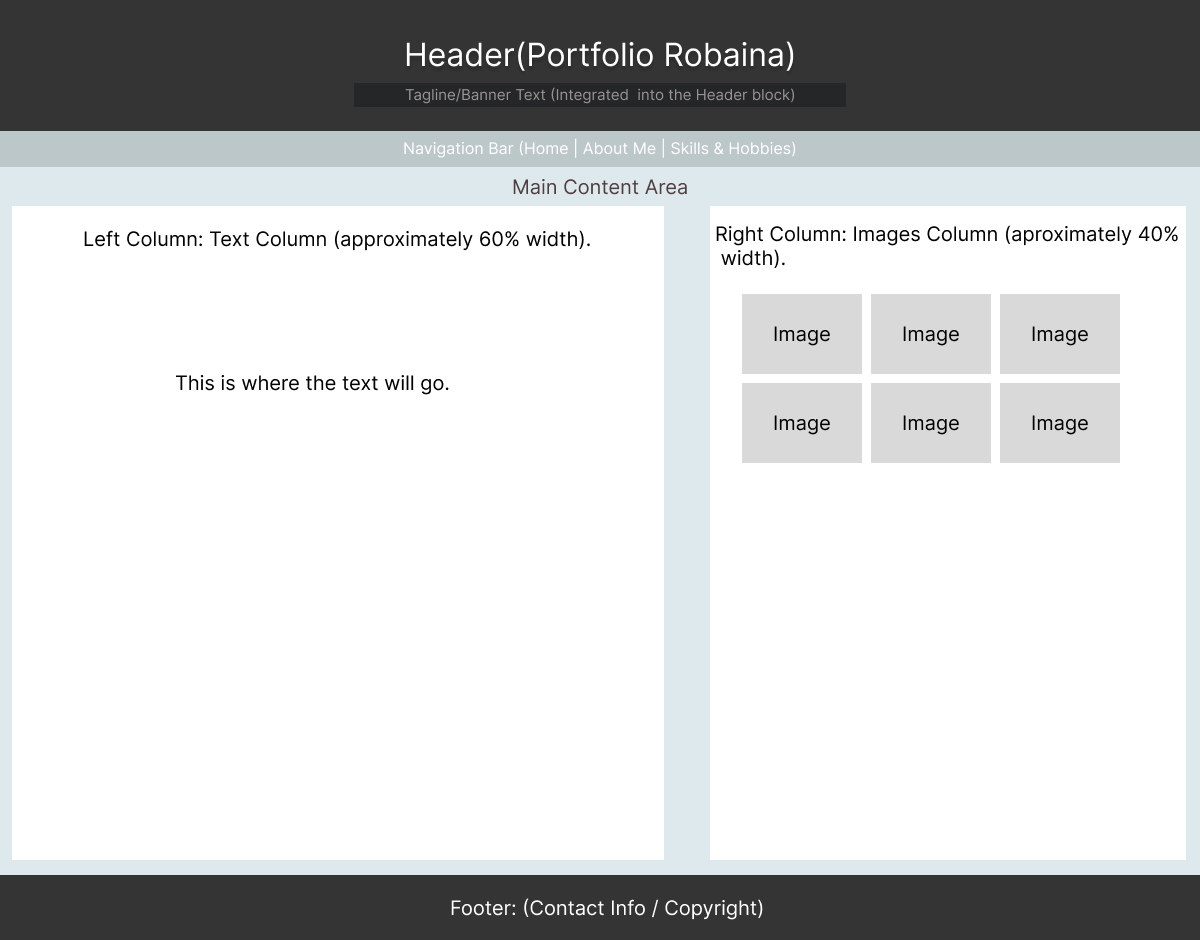 Header(Portfolio Robaina)
Tagline/Banner Text (Integrated  into the Header block)
Navigation Bar (Home | About Me | Skills & Hobbies)
Main Content Area
Left Column: Text Column (approximately 60% width).
This is where the text will go.
Right Column: Images Column (aproximately 40%
width).
Image
Image
Image
Image
Image
Image
Footer: (Contact Info / Copyright)